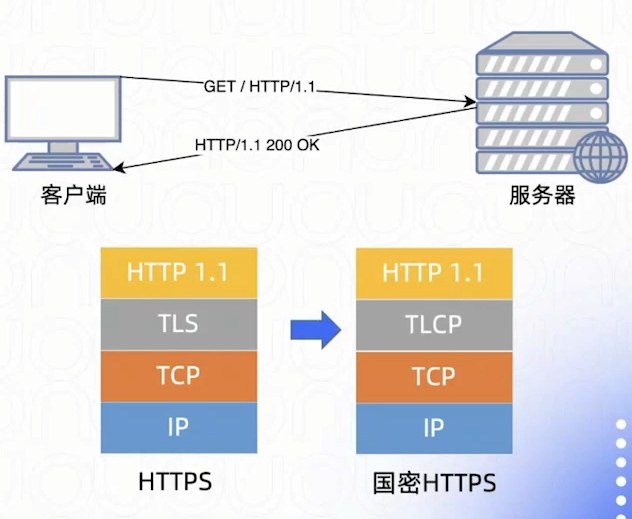 GET / HTTP/1.1
HTTP/1.1 200 OK
客户端
服务器
HTTP 1.1
TLS
TCP
IP
HTTPS
HTTP 1.1
TLCP
TCP
IP
国密HTTPS